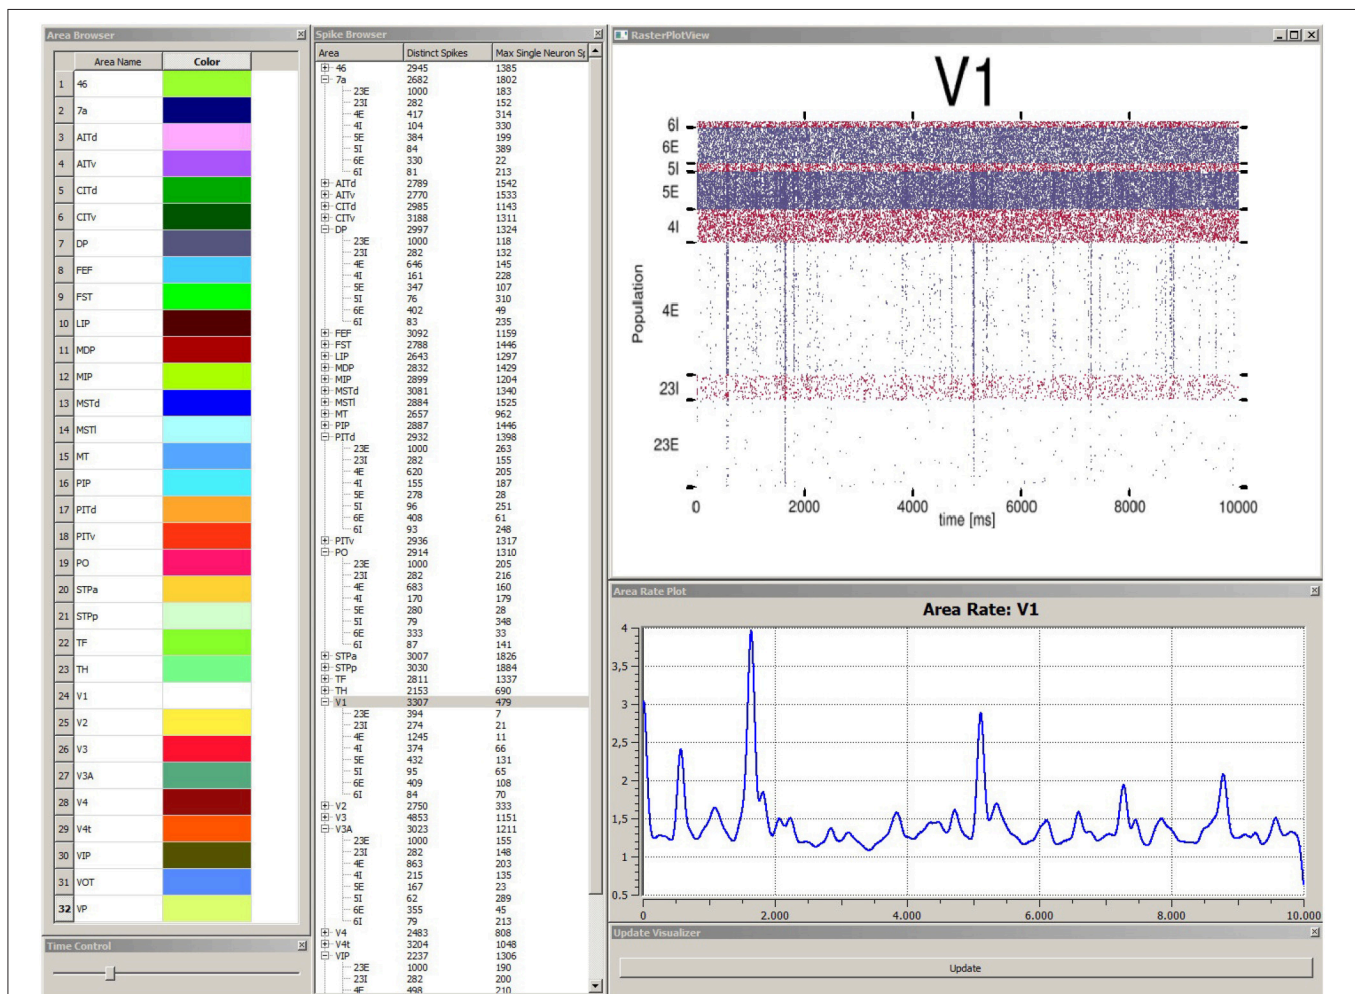 Area Browser
Area Name Color
1 46
2 7a
3 AITd
4 AITv
5 CITd
6 CITv
7 DP
8 FEF
9 FST
10 LIP
11 MDP
12 MIP
13 MSTd
14 MSTl
15 MT
16 PIP
17 PITd
18 PITv
19 PO
20 STPa
21 STPp
22 TF
23 TH
24 V1
25 V2
26 V3
27 V3A
28 V4
29 V4t
30 VIP
31 VOT
32 VP
Time Control
Spike Browser
Area Distinct Spikes Max Single Neuron Sp
46 2945 1385
7a 2682 1802
23E 1000 183
23I 282 152
4E 417 314
4I 104 330
5E 384 199
5I 84 389
6E 330 22
6I 81 213
AITd 2789 1542
AITv 2770 1533
CITd 2985 1143
CITv 3188 1311
DP 2997 1324
23E 1000 118
23I 282 132
4E 646 145
4I 161 228
5E 347 107
5I 76 310
6E 402 49
6I 83 235
FEF 3092 1159
FST 2788 1446
LIP 2643 1297
MDP 2832 1429
MIP 2899 1204
MSTd 3081 1340
MSTl 2884 1525
MT 2657 962
PIP 2887 1446
PITd 2932 1398
23E 1000 263
23I 282 155
4E 620 205
4I 155 187
5E 278 28
5I 96 251
6E 408 61
6I 93 248
PITv 2936 1317
PO 2914 1310
23E 1000 205
23I 282 216
4E 683 160
4I 170 179
5E 280 28
5I 79 348
6E 333 33
6I 87 141
STPa 3007 1826
STPp 3030 1884
TF 2811 1337
TH 2153 690
V1 3307 479
23E 394 7
23I 274 21
4E 1245 11
4I 374 66
5E 432 131
5I 95 65
6E 409 108
6I 84 70
V2 2750 333
V3 4853 1151
V3A 3023 1211
23E 1000 155
23I 282 148
4E 863 203
4I 215 135
5E 167 23
5I 62 289
6E 355 45
6I 79 213
V4 2483 808
V4t 3204 1048
VIP 2237 1306
23E 1000 190
23I 282 200
4E 498 210
RasterPlotView
V1
6I
6E
5I
5E
4I
4E
23I
23E
Population
0 2000 4000 6000 8000 10000
time [ms]
Area Rate Plot
Area Rate: V1
4
3,5
3
2,5
2
1,5
1
0.5
0 2.000 4.000 6.000 8.000 10.000
Update Visualizer
Update